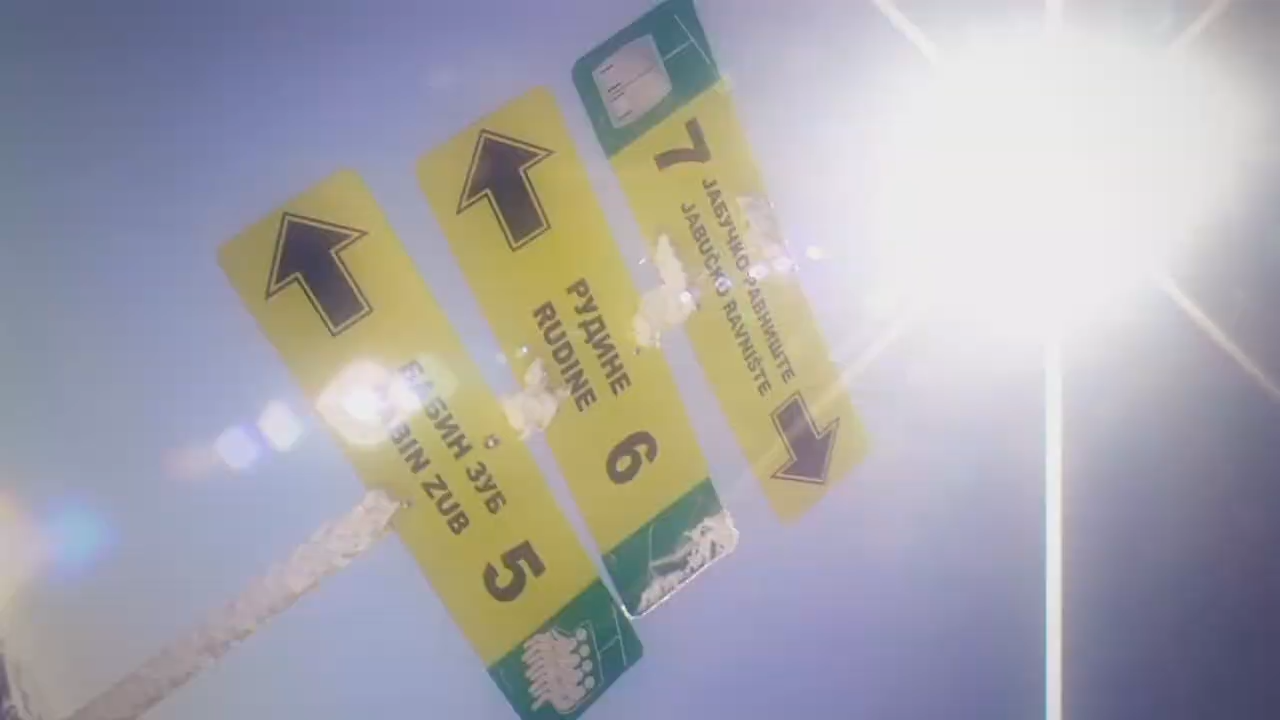 7
ЈАБУЧКО РАВНИШТЕ
JABUČKO RAVNIŠTE
РУДИНЕ
RUDINE
6
БАБИН ЗУБ
BIN ZUB
5